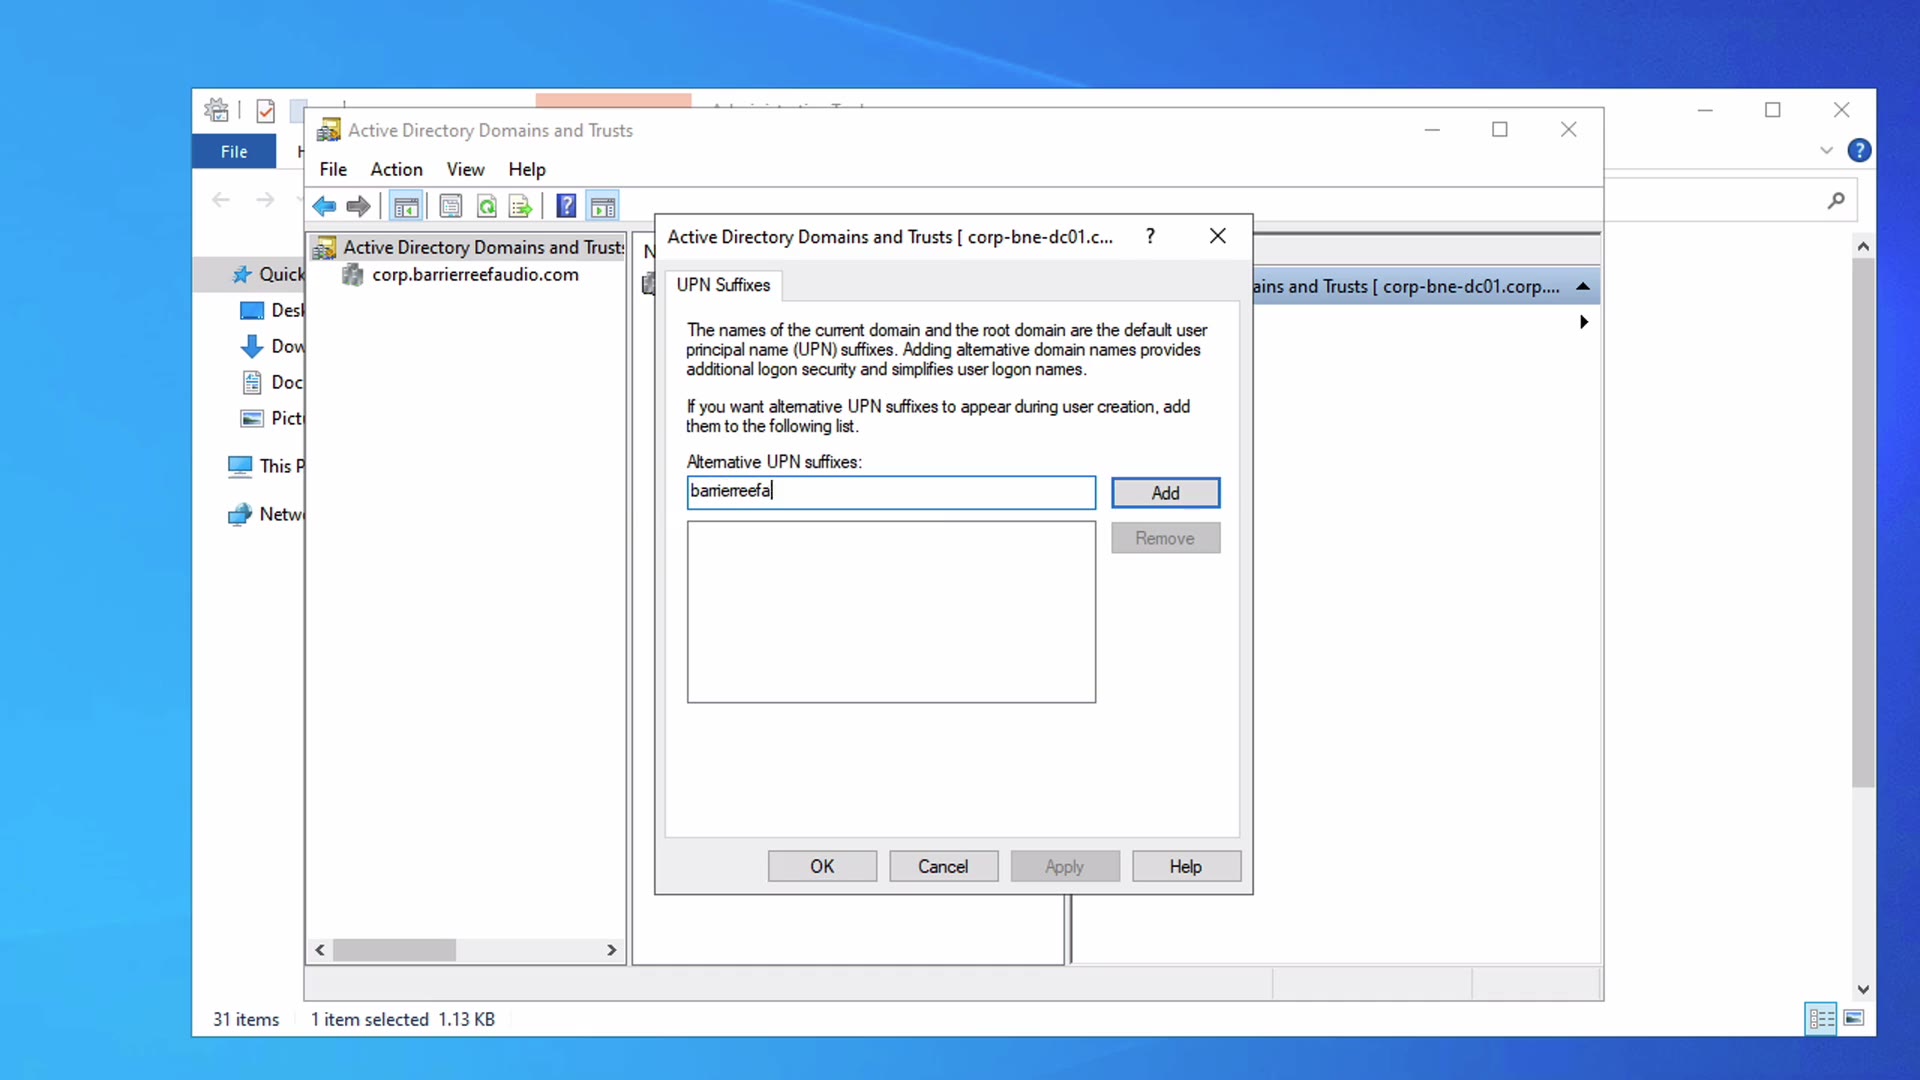 Active Directory Domains and Trusts
File
File Action View Help
Active Directory Domains and Trusts [ corp-bne-dc01.c...
?
Active Directory Domains and Trusts
corp.barrierreefaudio.com
UPN Suffixes
ains and Trusts [ corp-bne-dc01.corp....
Quick
Desk
Dow
Doc
Pictu
This P
Netwo
The names of the current domain and the root domain are the default user
principal name (UPN) suffixes. Adding alternative domain names provides
additional logon security and simplifies user logon names.
If you want alternative UPN suffixes to appear during user creation, add
them to the following list.
Alternative UPN suffixes:
barrierreefa
Add
Remove
OK Cancel Apply Help
31 items 1 item selected 1.13 KB